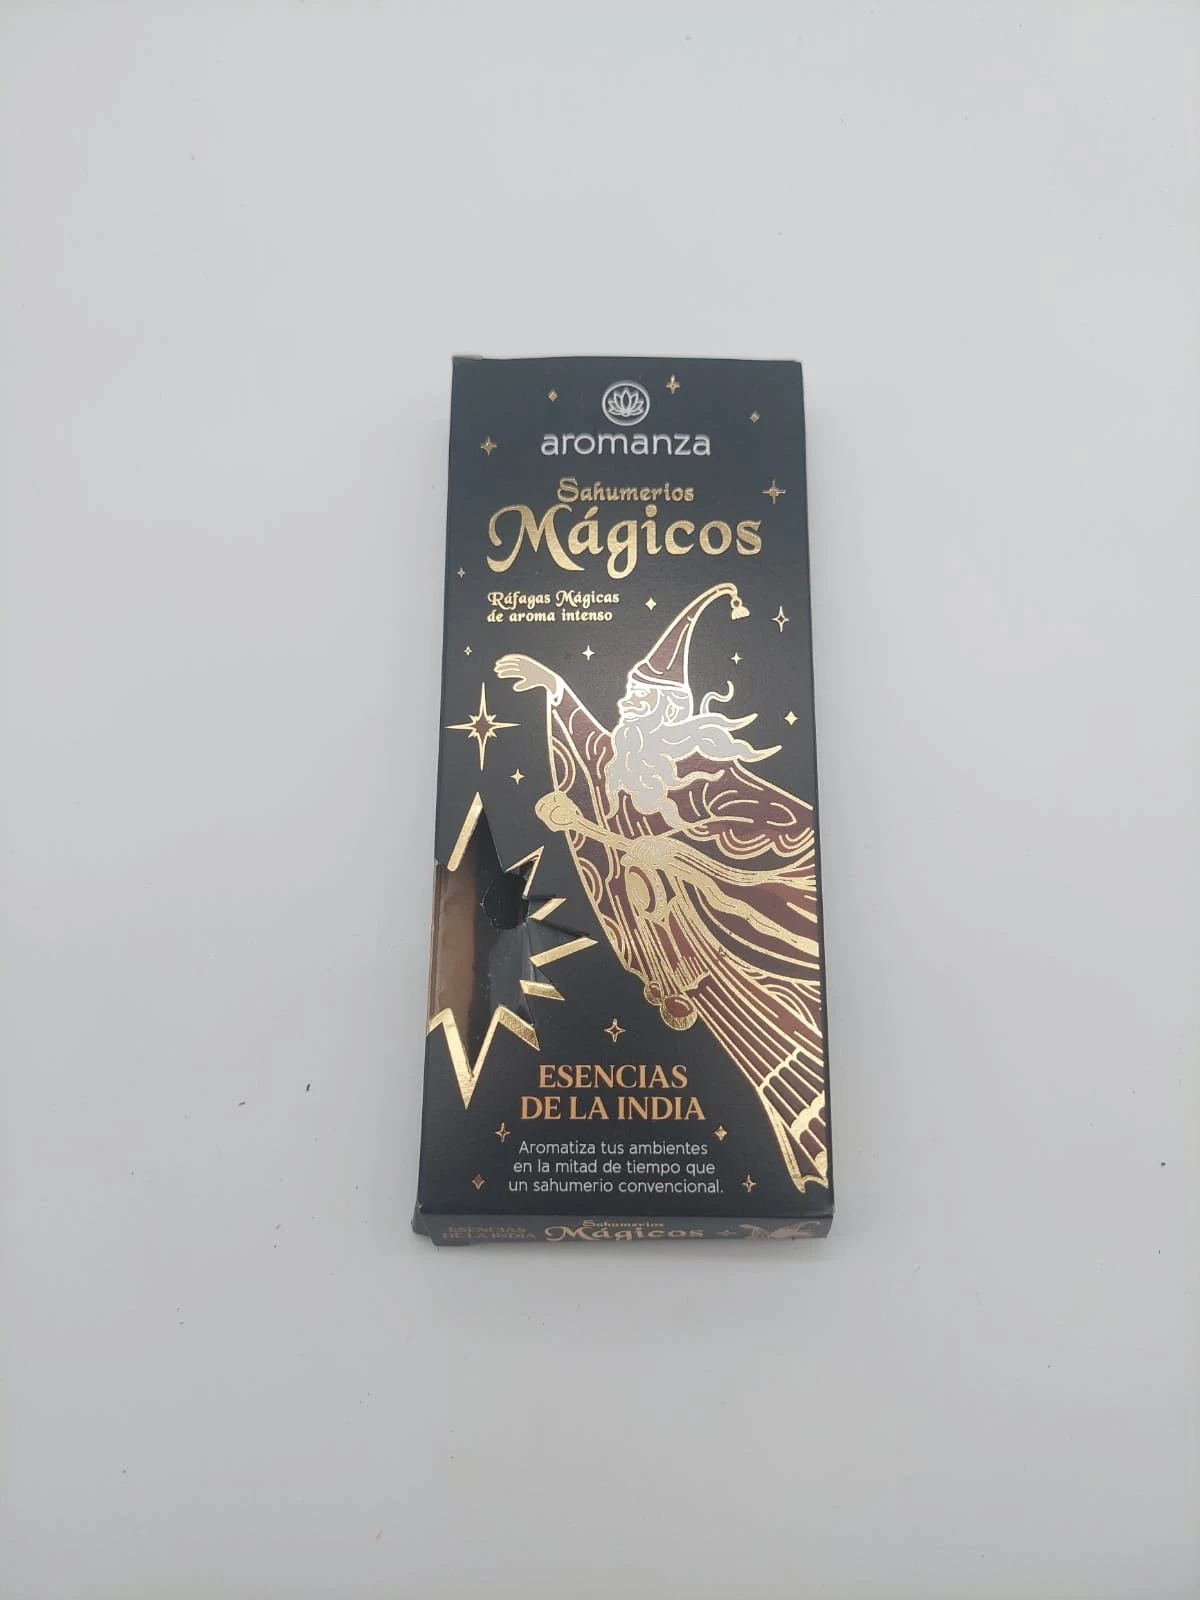 aromanza
Sahumerios
Mágicos
Ráfagas Mágicas
de aroma intenso
ESENCIAS
DE LA INDIA
Aromatiza tus ambientes
en la mitad de tiempo que
un sahumerio convencional.
ESENCIAS
DE LA INDIA
Sahumerios
Mágicos